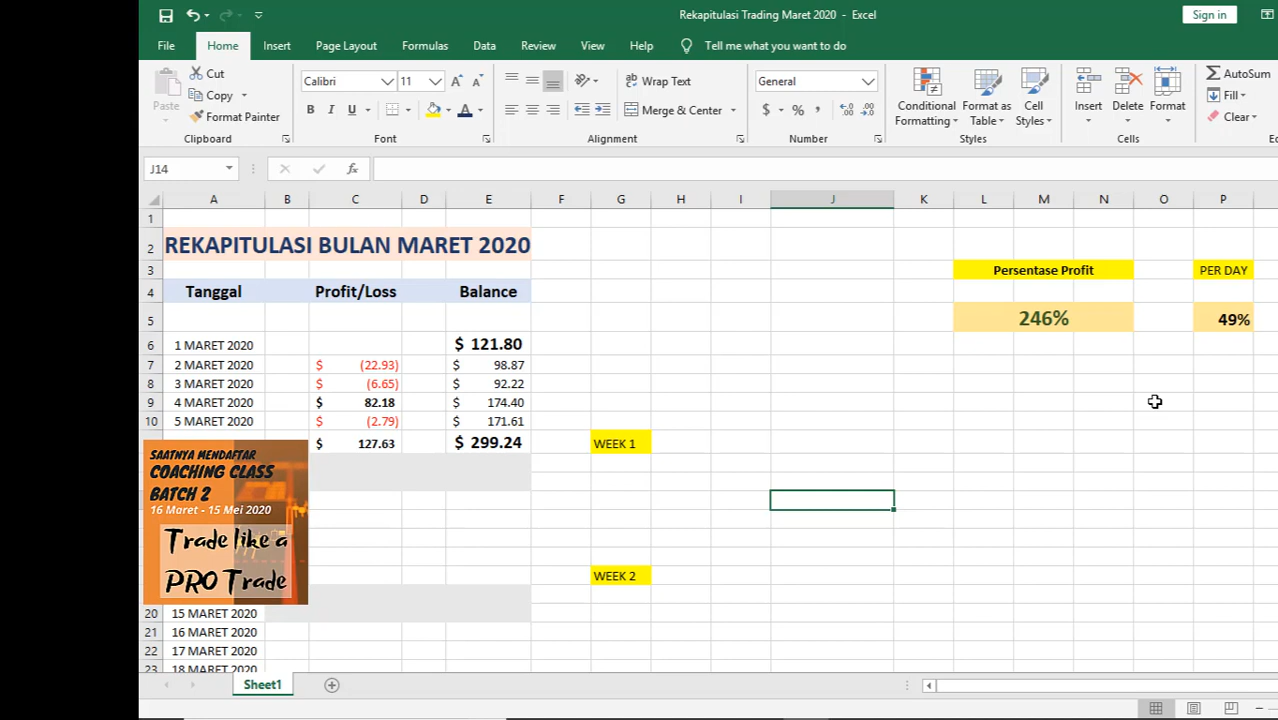 Rekapitulasi Trading Maret 2020 - Excel
Sign in
File Home Insert Page Layout Formulas Data Review View Help Tell me what you want to do
Paste
Cut
Copy
Format Painter
Clipboard
Calibri 11
B I U
Font
Wrap Text
Merge & Center
Alignment
General
$ % ,
Number
Conditional Formatting
Format as Table
Cell Styles
Styles
Insert
Delete
Format
Cells
AutoSum
Fill
Clear
J14
fx
A B C D E F G H I J K L M N O P
1
2 REKAPITULASI BULAN MARET 2020
3 Persentase Profit PER DAY
4 Tanggal Profit/Loss Balance
5 246% 49%
6 1 MARET 2020 $ 121.80
7 2 MARET 2020 $ (22.93) $ 98.87
8 3 MARET 2020 $ (6.65) $ 92.22
9 4 MARET 2020 $ 82.18 $ 174.40
10 5 MARET 2020 $ (2.79) $ 171.61
$ 127.63 $ 299.24 WEEK 1
SAATNYA MENDAFTAR
COACHING CLASS
BATCH 2
16 Maret - 15 Mei 2020
Trade like a
PRO Trade
WEEK 2
20 15 MARET 2020
21 16 MARET 2020
22 17 MARET 2020
23 18 MARET 2020
Sheet1